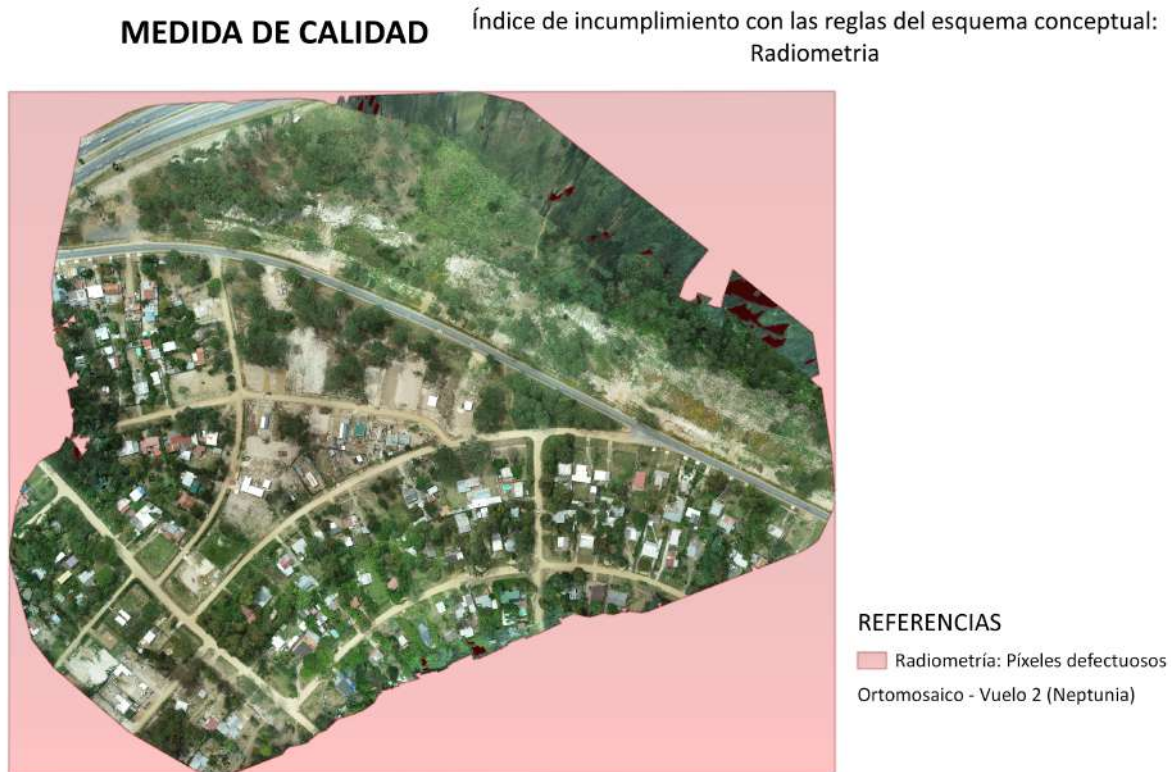 MEDIDA DE CALIDAD
Índice de incumplimiento con las reglas del esquema conceptual:
Radiometria
REFERENCIAS
Radiometría: Píxeles defectuosos
Ortomosaico - Vuelo 2 (Neptunia)